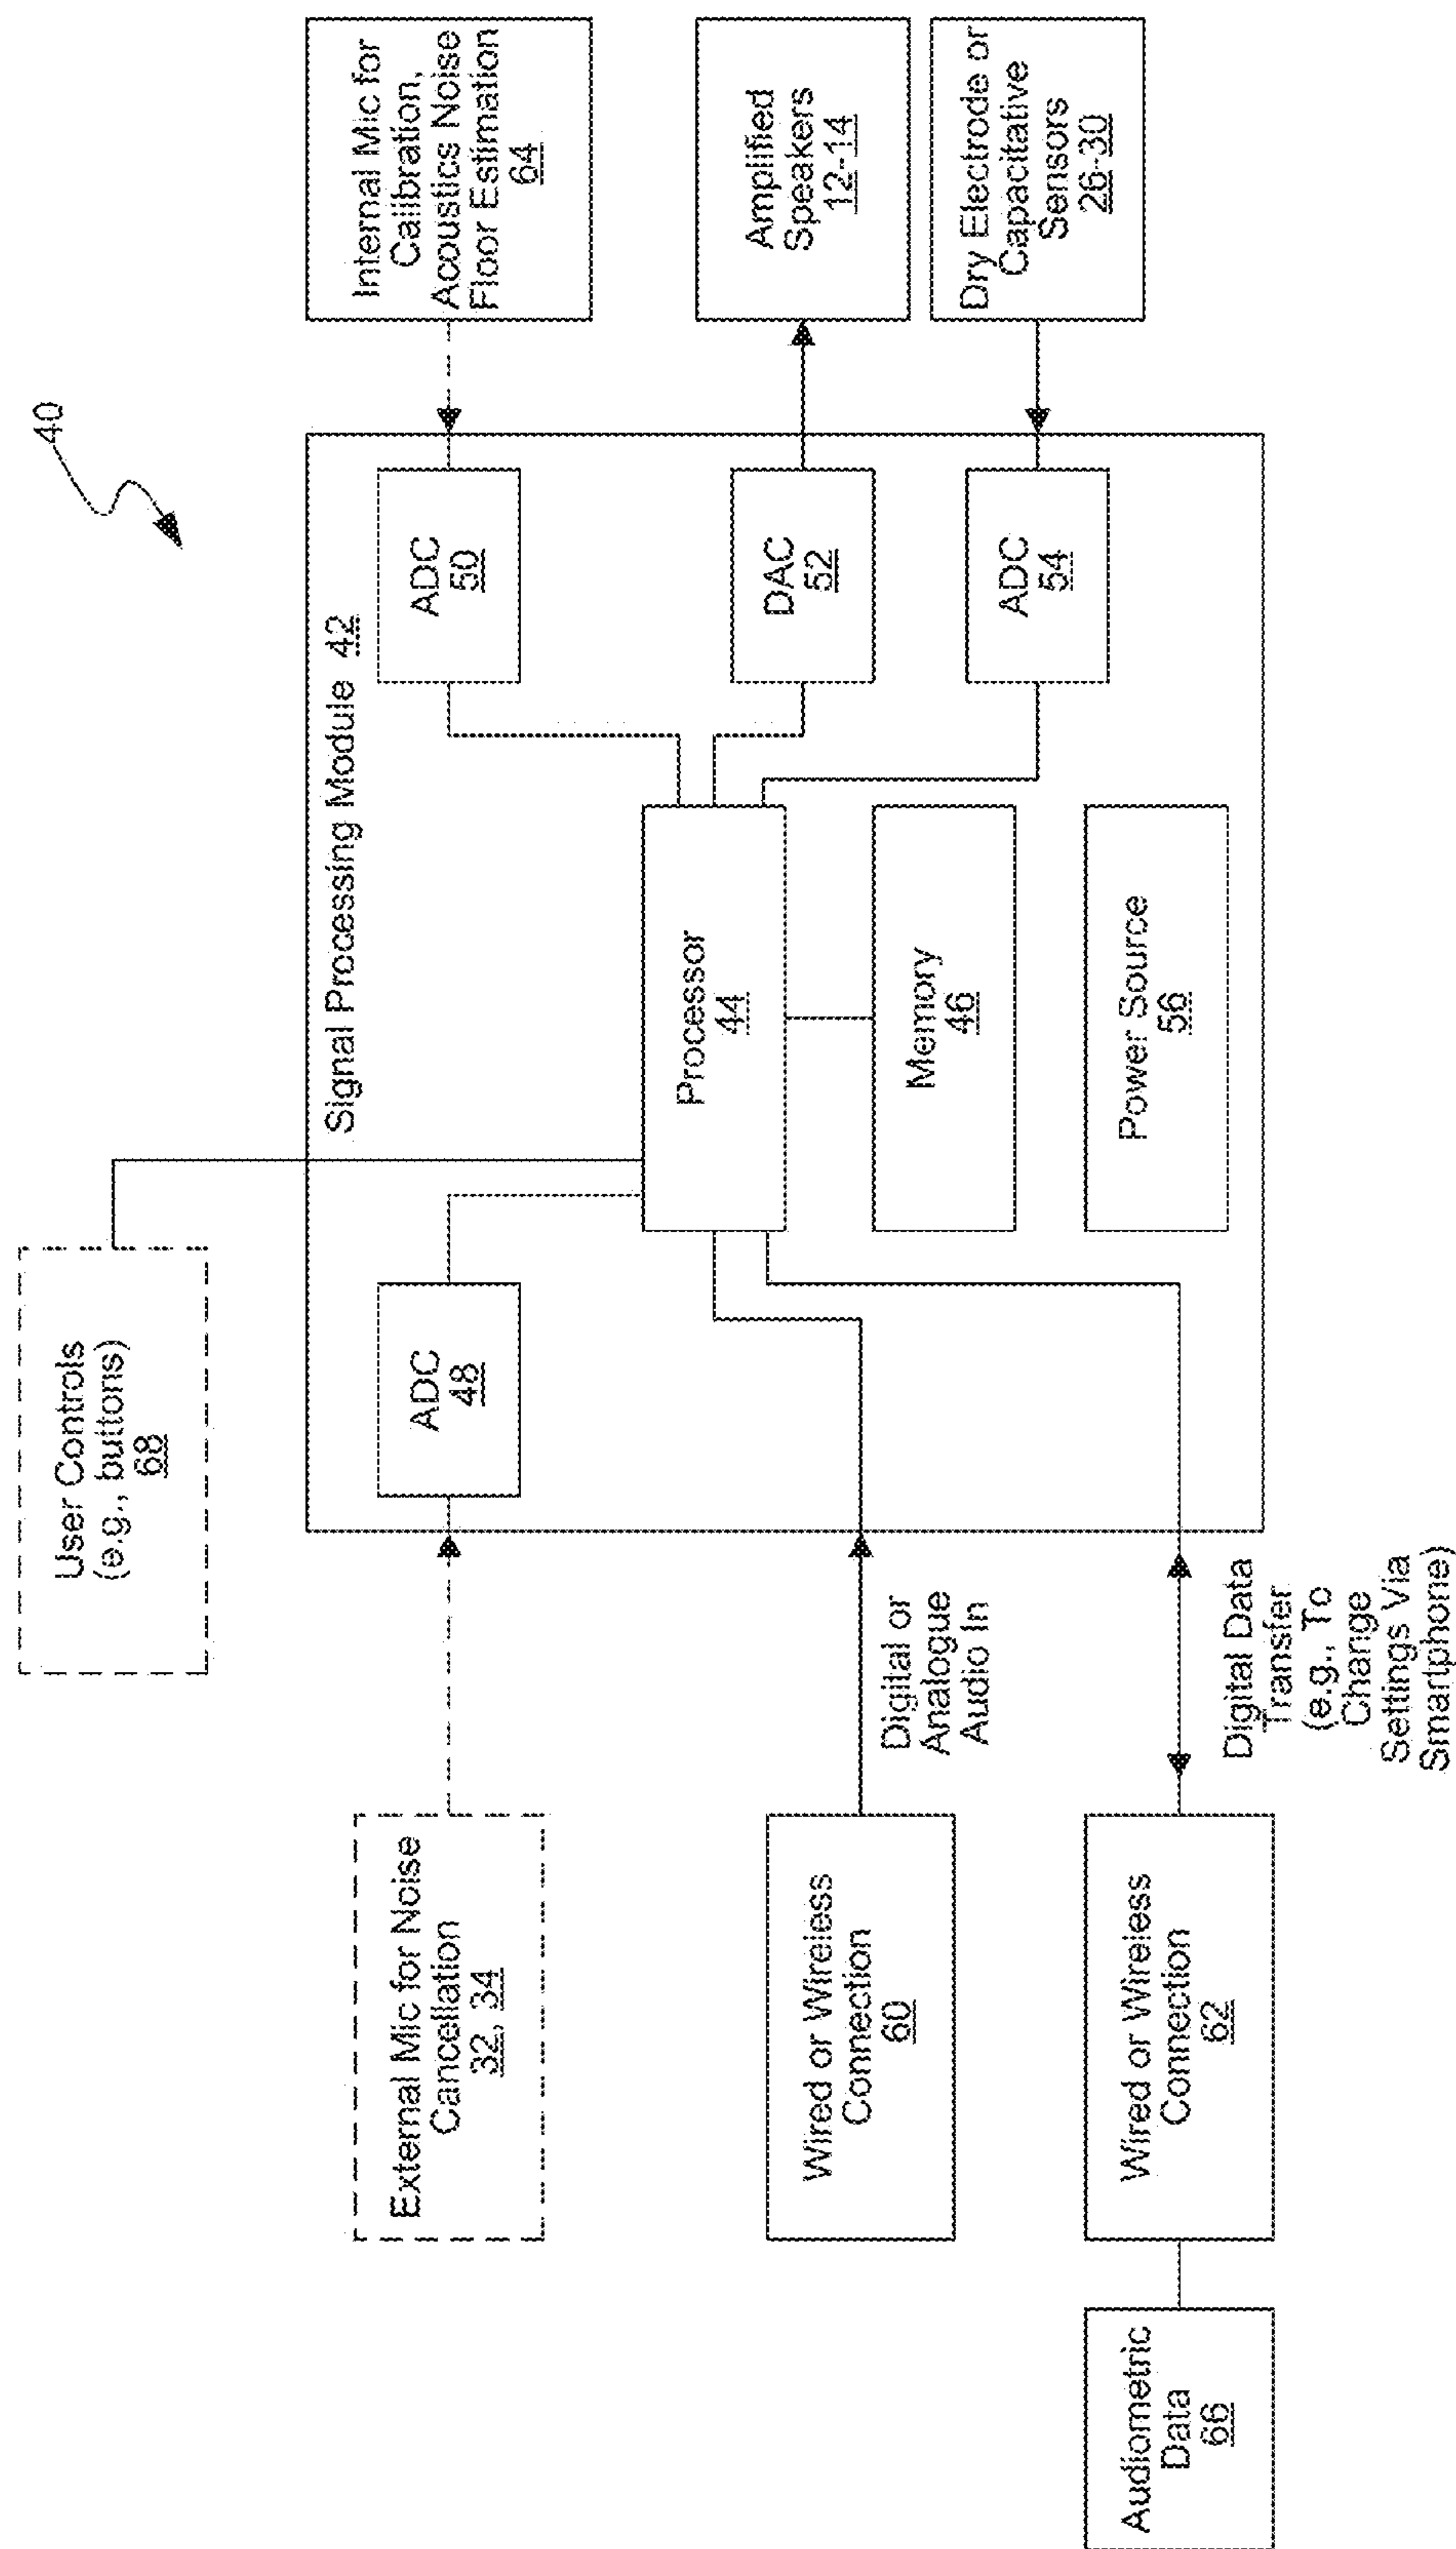 40
User Controls
(e.g., buttons)
68
Signal Processing Module 42
External Mic for Noise
Cancellation
32, 34
ADC
48
ADC
50
Internal Mic for
Calibration,
Acoustics Noise
Floor Estimation
64
Processor
44
Wired or Wireless
Connection
60
Digital or
Analogue
Audio In
DAC
52
Amplified
Speakers
12-14
Memory
46
ADC
54
Dry Electrode or
Capacitative
Sensors
26-30
Power Source
56
Audiometric
Data
66
Wired or Wireless
Connection
62
Digital Data
Transfer
(e.g., To
Change
Settings Via
Smartphone)